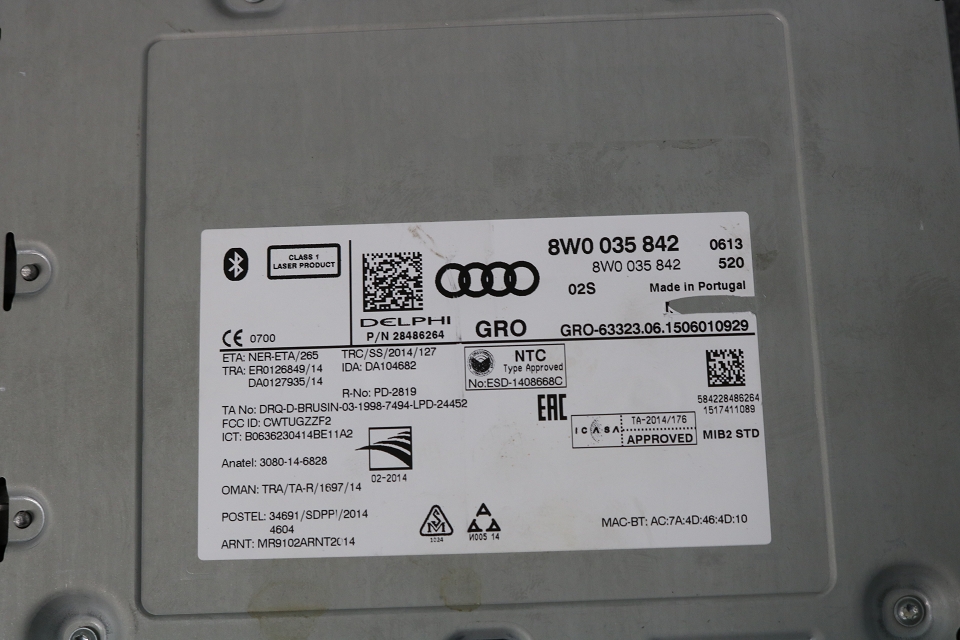 CLASS 1
LASER PRODUCT
8W0 035 842 0613
8W0 035 842 520
02S Made in Portugal
DELPHI
P/N 28486264
GRO GRO-63323.06.1506010929
CE 0700
ETA: NER-ETA/265 TRC/SS/2014/127
TRA: ER0126849/14 IDA: DA104682
DA0127935/14
R-No: PD-2819
TA No: DRQ-D-BRUSIN-03-1998-7494-LPD-24452
FCC ID: CWTUGZZF2
ICT: B0636230414BE11A2
NTC
Type Approved
No:ESD-1408668C
EAC
584228486264
1517411089
ICASA TA-2014/176
APPROVED
MIB2 STD
Anatel: 3080-14-6828
02-2014
OMAN: TRA/TA-R/1697/14
POSTEL: 34691/SDPPI/2014
4604
ARNT: MR9102ARNT2014
1024
И005 14
MAC-BT: AC:7A:4D:46:4D:10